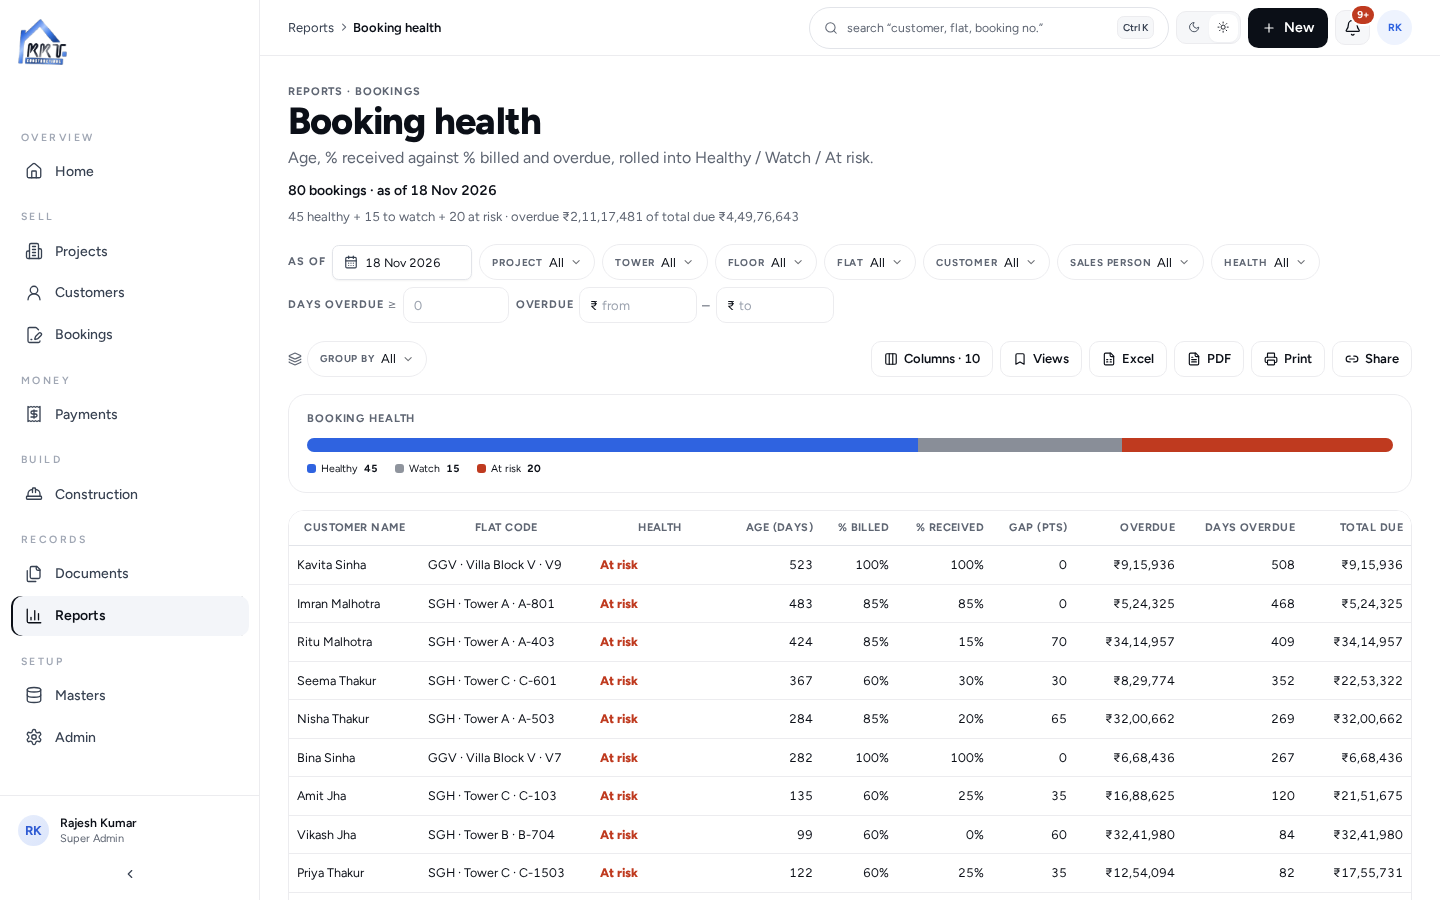 RKT
CONSTRUCTIONS
Reports > Booking health
search “customer, flat, booking no.”
Ctrl K
+ New
9+
RK
OVERVIEW
Home
SELL
Projects
Customers
Bookings
MONEY
Payments
BUILD
Construction
RECORDS
Documents
Reports
SETUP
Masters
Admin
RK
Rajesh Kumar
Super Admin
REPORTS · BOOKINGS
Booking health
Age, % received against % billed and overdue, rolled into Healthy / Watch / At risk.
80 bookings · as of 18 Nov 2026
45 healthy + 15 to watch + 20 at risk · overdue ₹2,11,17,481 of total due ₹4,49,76,643
AS OF 18 Nov 2026 PROJECT All TOWER All FLOOR All FLAT All CUSTOMER All SALES PERSON All HEALTH All
DAYS OVERDUE ≥ 0 OVERDUE ₹ from – ₹ to
GROUP BY All
Columns · 10 Views Excel PDF Print Share
BOOKING HEALTH
Healthy 45 Watch 15 At risk 20
CUSTOMER NAME FLAT CODE HEALTH AGE (DAYS) % BILLED % RECEIVED GAP (PTS) OVERDUE DAYS OVERDUE TOTAL DUE
Kavita Sinha GGV · Villa Block V · V9 At risk 523 100% 100% 0 ₹9,15,936 508 ₹9,15,936
Imran Malhotra SGH · Tower A · A-801 At risk 483 85% 85% 0 ₹5,24,325 468 ₹5,24,325
Ritu Malhotra SGH · Tower A · A-403 At risk 424 85% 15% 70 ₹34,14,957 409 ₹34,14,957
Seema Thakur SGH · Tower C · C-601 At risk 367 60% 30% 30 ₹8,29,774 352 ₹22,53,322
Nisha Thakur SGH · Tower A · A-503 At risk 284 85% 20% 65 ₹32,00,662 269 ₹32,00,662
Bina Sinha GGV · Villa Block V · V7 At risk 282 100% 100% 0 ₹6,68,436 267 ₹6,68,436
Amit Jha SGH · Tower C · C-103 At risk 135 60% 25% 35 ₹16,88,625 120 ₹21,51,675
Vikash Jha SGH · Tower B · B-704 At risk 99 60% 0% 60 ₹32,41,980 84 ₹32,41,980
Priya Thakur SGH · Tower C · C-1503 At risk 122 60% 25% 35 ₹12,54,094 82 ₹17,55,731